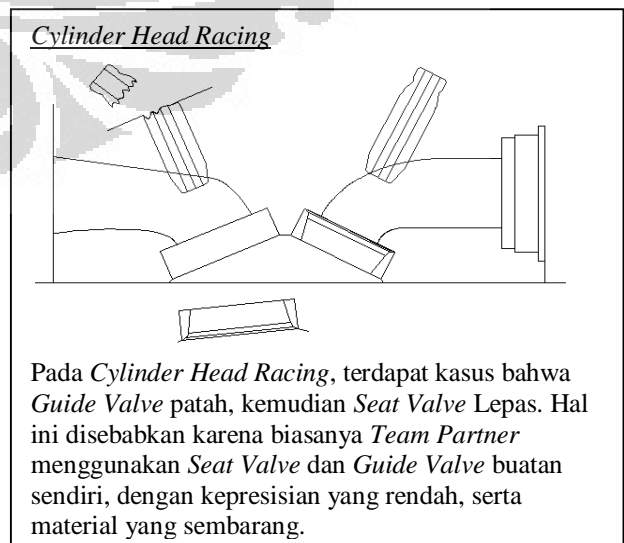 Cylinder Head Racing
Pada Cylinder Head Racing, terdapat kasus bahwa
Guide Valve patah, kemudian Seat Valve Lepas. Hal
ini disebabkan karena biasanya Team Partner
menggunakan Seat Valve dan Guide Valve buatan
sendiri, dengan kepresisian yang rendah, serta
material yang sembarang.